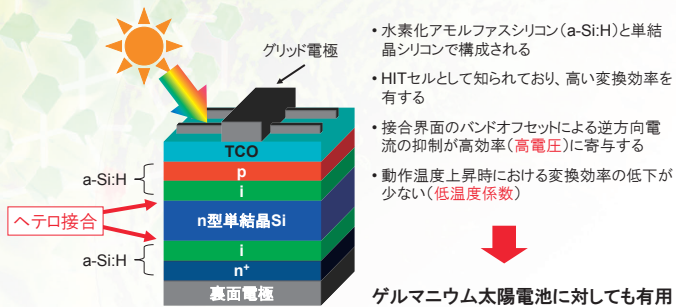 グリッド電極
TCO
p
i
n型単結晶Si
i
n+
裏面電極
a-Si:H
ヘテロ接合
a-Si:H
• 水素化アモルファスシリコン（a-Si:H）と単結
晶シリコンで構成される
• HITセルとして知られており、高い変換効率を
有する
• 接合界面のバンドオフセットによる逆方向電
流の抑制が高効率（高電圧）に寄与する
• 動作温度上昇時における変換効率の低下が
少ない（低温度係数）
ゲルマニウム太陽電池に対しても有用